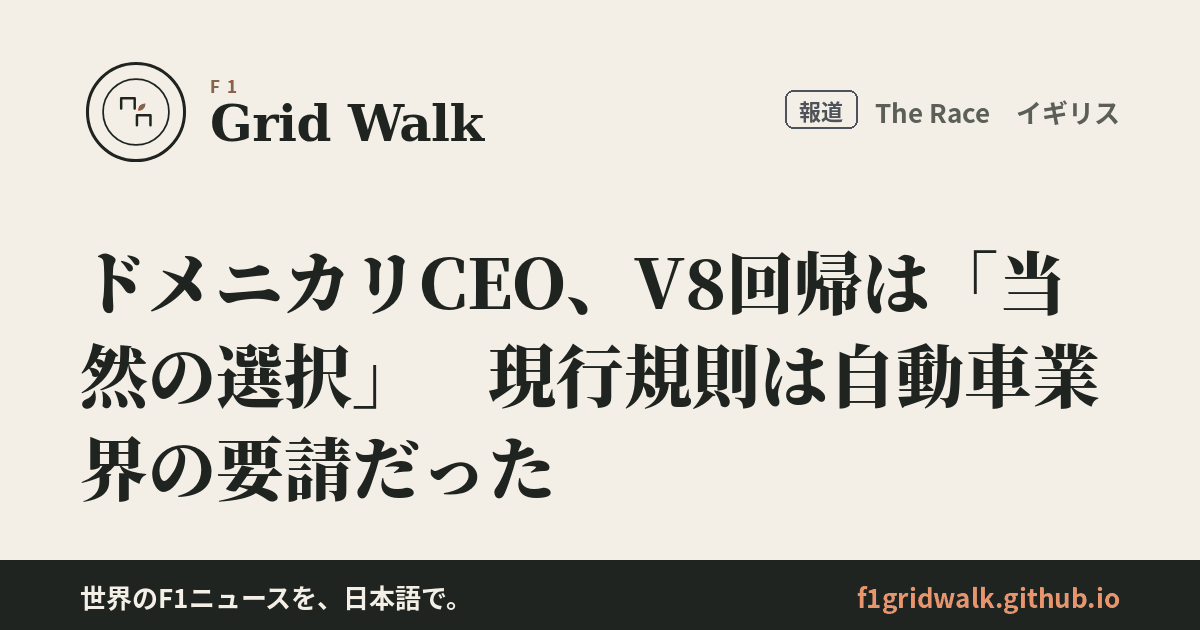 F1
Grid Walk
報道
The Race　イギリス
ドメニカリCEO、V8回帰は「当
然の選択」　現行規則は自動車業
界の要請だった
世界のF1ニュースを、日本語で。
f1gridwalk.github.io